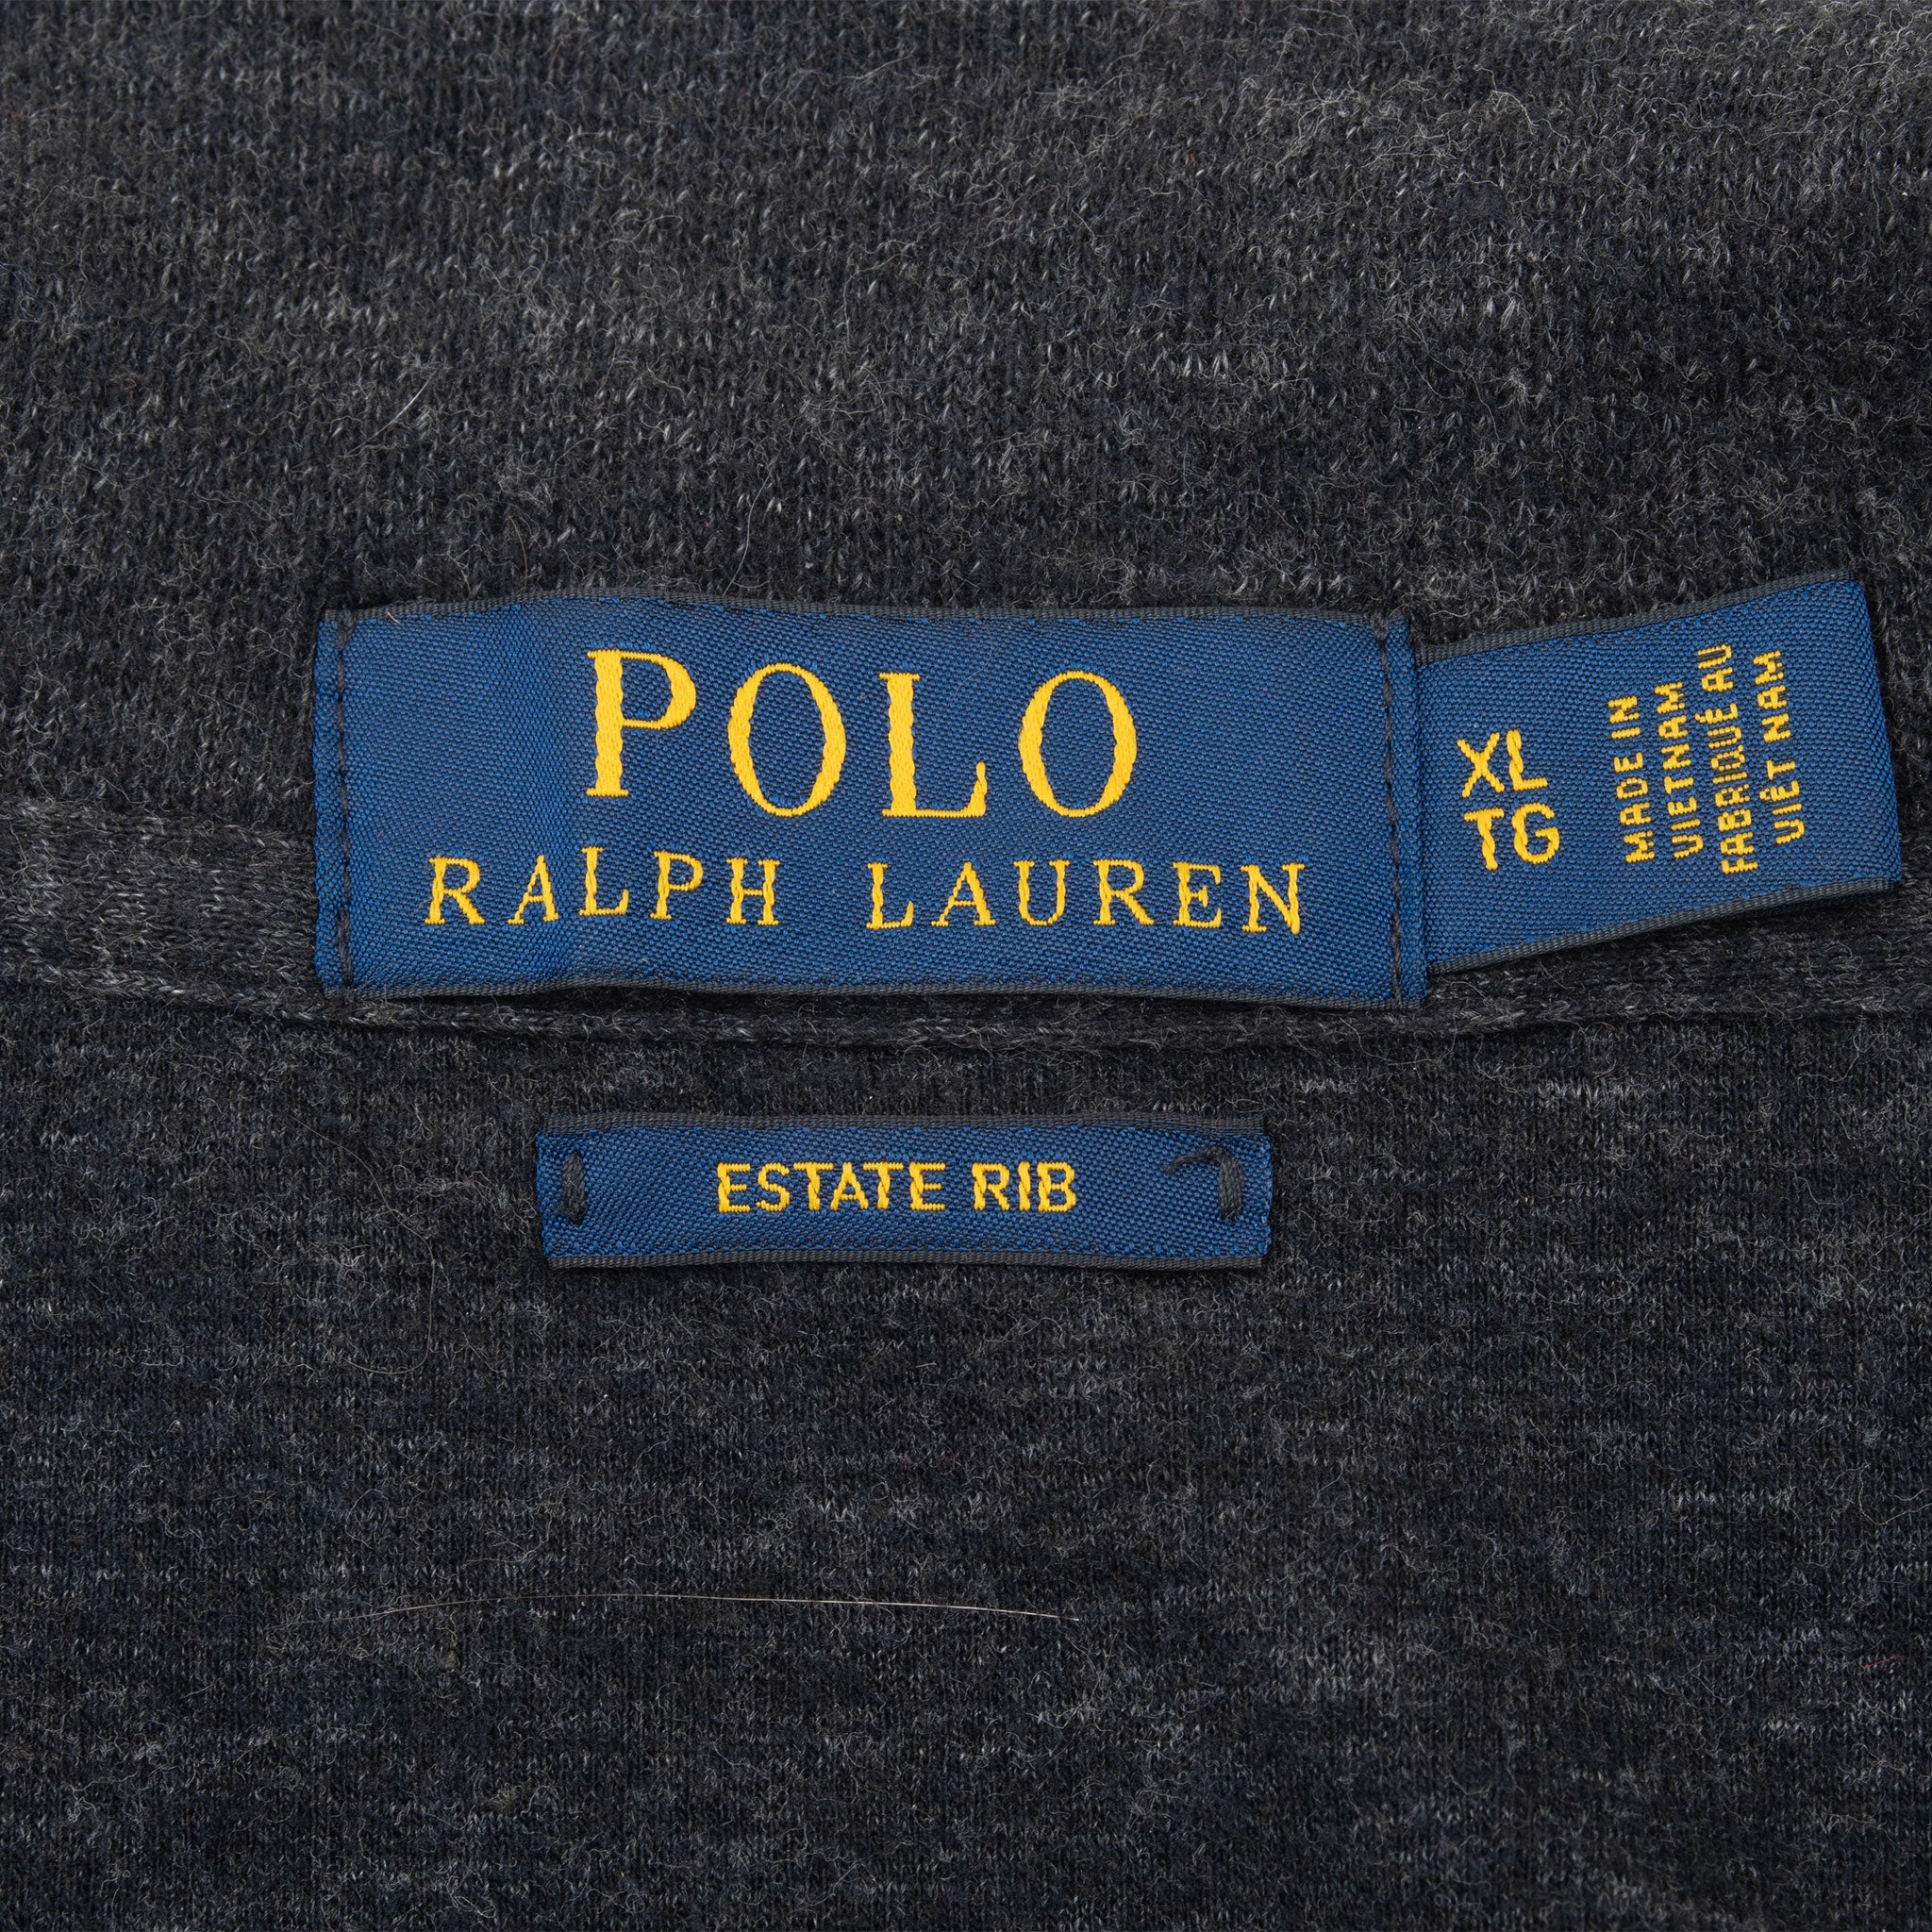 POLO
RALPH LAUREN
XL
TG
MADE IN
VIETNAM
FABRIQUÉ AU
VIÊT NAM
ESTATE RIB